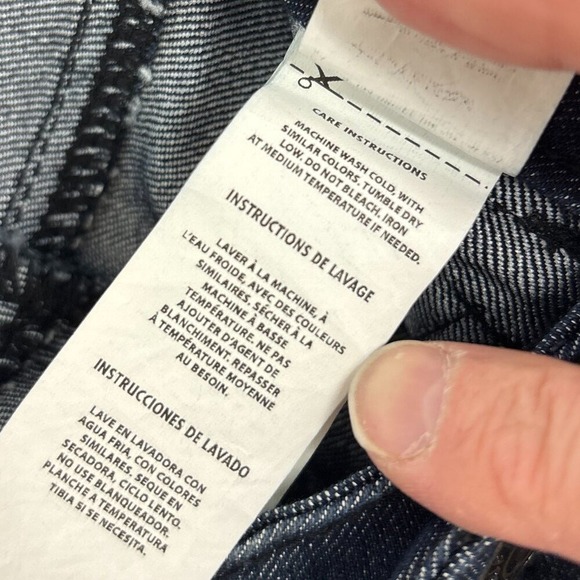 CARE INSTRUCTIONS
MACHINE WASH COLD, WITH
SIMILAR COLORS, TUMBLE DRY
LOW. DO NOT BLEACH. IRON
AT MEDIUM TEMPERATURE IF NEEDED.
INSTRUCTIONS DE LAVAGE
LAVER À LA MACHINE, À
L'EAU FROIDE, AVEC DES COULEURS
SIMILAIRES. SÉCHER À LA
MACHINE À BASSE
TEMPÉRATURE. NE PAS
AJOUTER D'AGENT DE
BLANCHIMENT. REPASSER
À TEMPÉRATURE MOYENNE
AU BESOIN.
INSTRUCCIONES DE LAVADO
LAVE EN LAVADORA CON
AGUA FRIA, CON COLORES
SIMILARES. SEQUE EN
SECADORA, CICLO LENTO.
NO USE BLANQUEADOR.
PLANCHE A TEMPERATURA
TIBIA SI SE NECESITA.